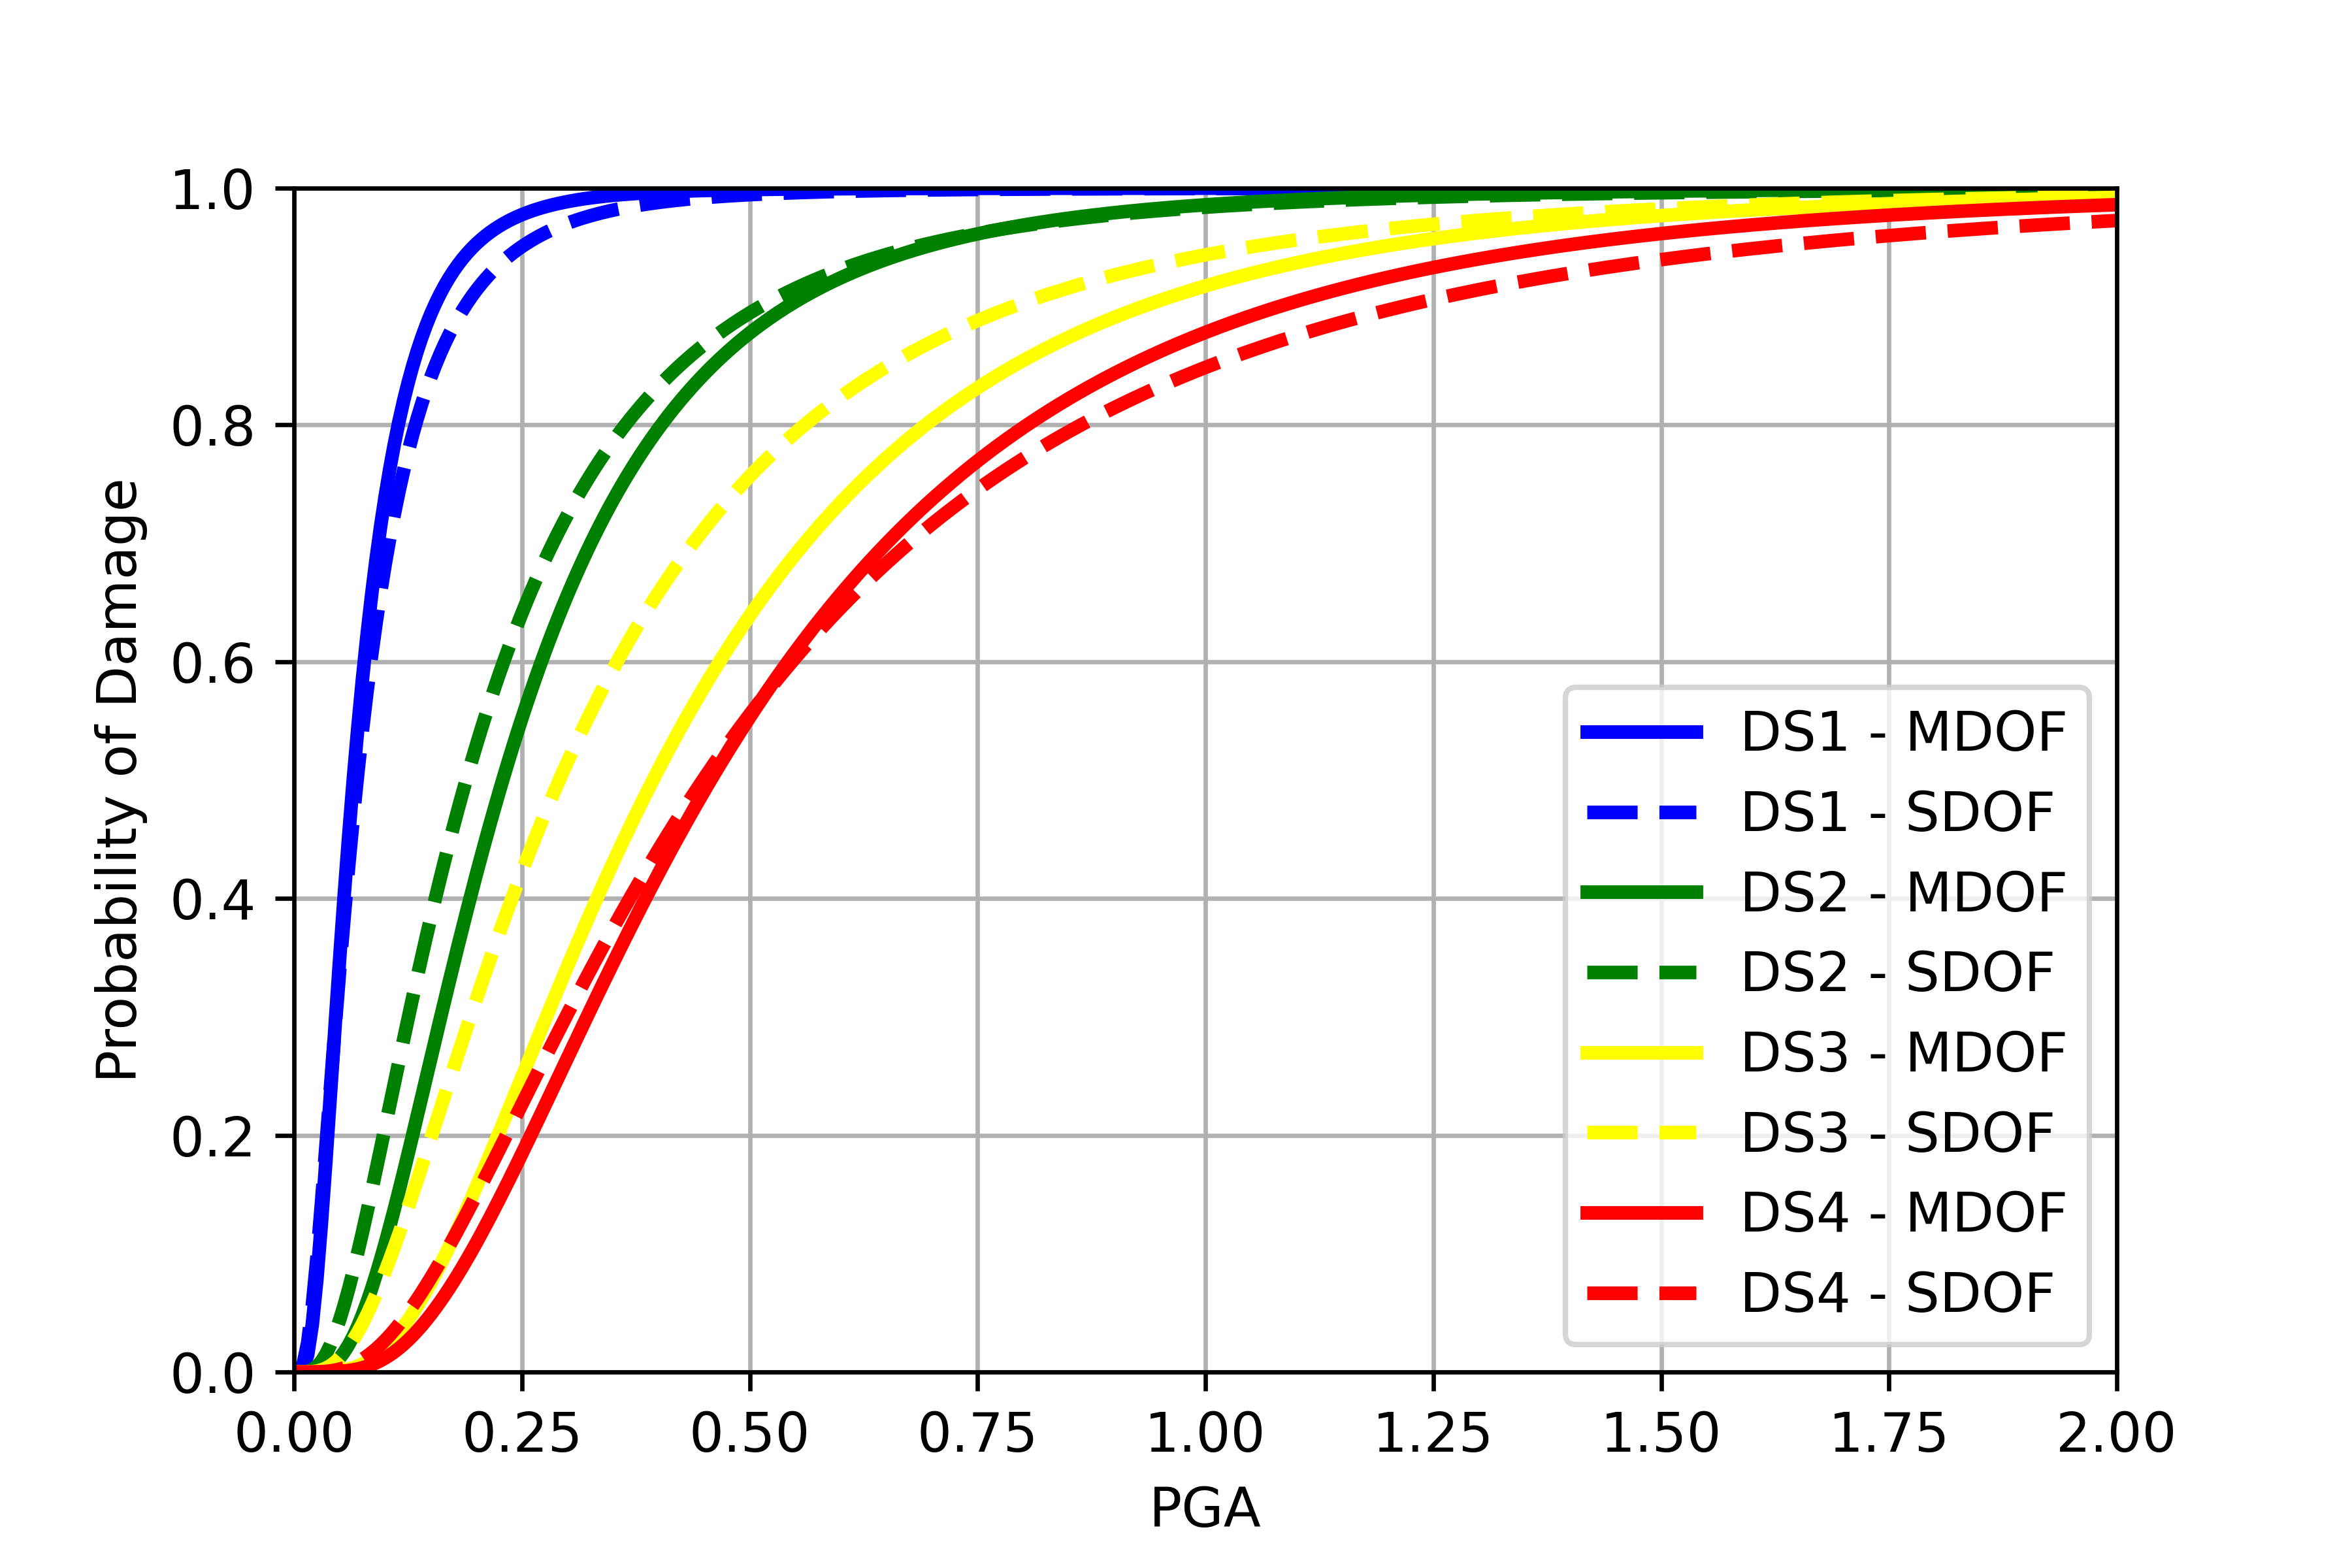 1.0
0.8
0.6
0.4
0.2
0.0
Probability of Damage
0.00 0.25 0.50 0.75 1.00 1.25 1.50 1.75 2.00
PGA
DS1 - MDOF
DS1 - SDOF
DS2 - MDOF
DS2 - SDOF
DS3 - MDOF
DS3 - SDOF
DS4 - MDOF
DS4 - SDOF